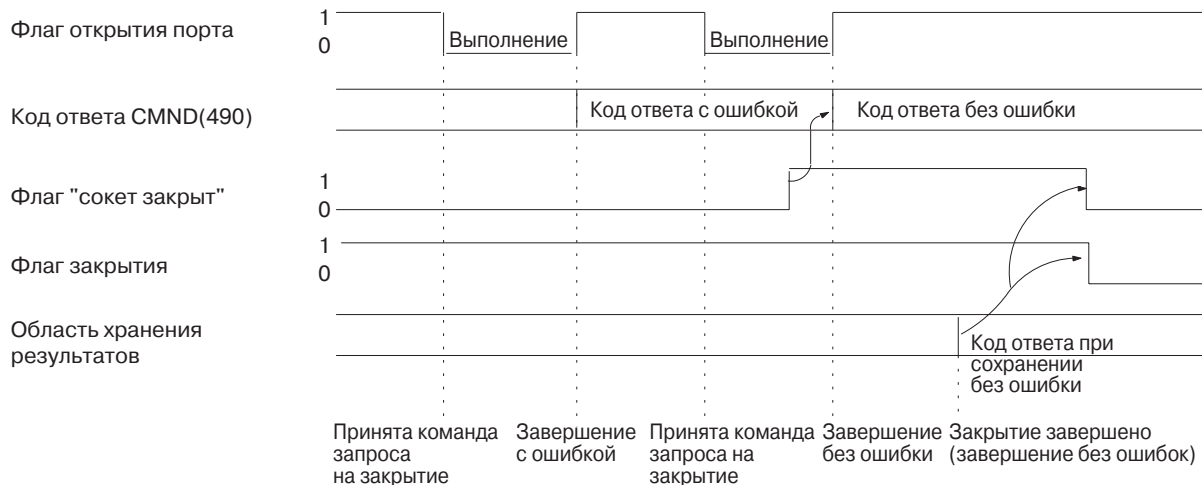 Флаг открытия порта
1
0
Выполнение
Выполнение
Код ответа CMND(490)
Код ответа с ошибкой
Код ответа без ошибки
Флаг "сокет закрыт"
1
0
Флаг закрытия
1
0
Область хранения
результатов
Код ответа при
сохранении
без ошибки
Принята команда
запроса
на закрытие
Завершение
с ошибкой
Принята команда
запроса на
закрытие
Завершение
без ошибки
Закрытие завершено
(завершение без ошибок)